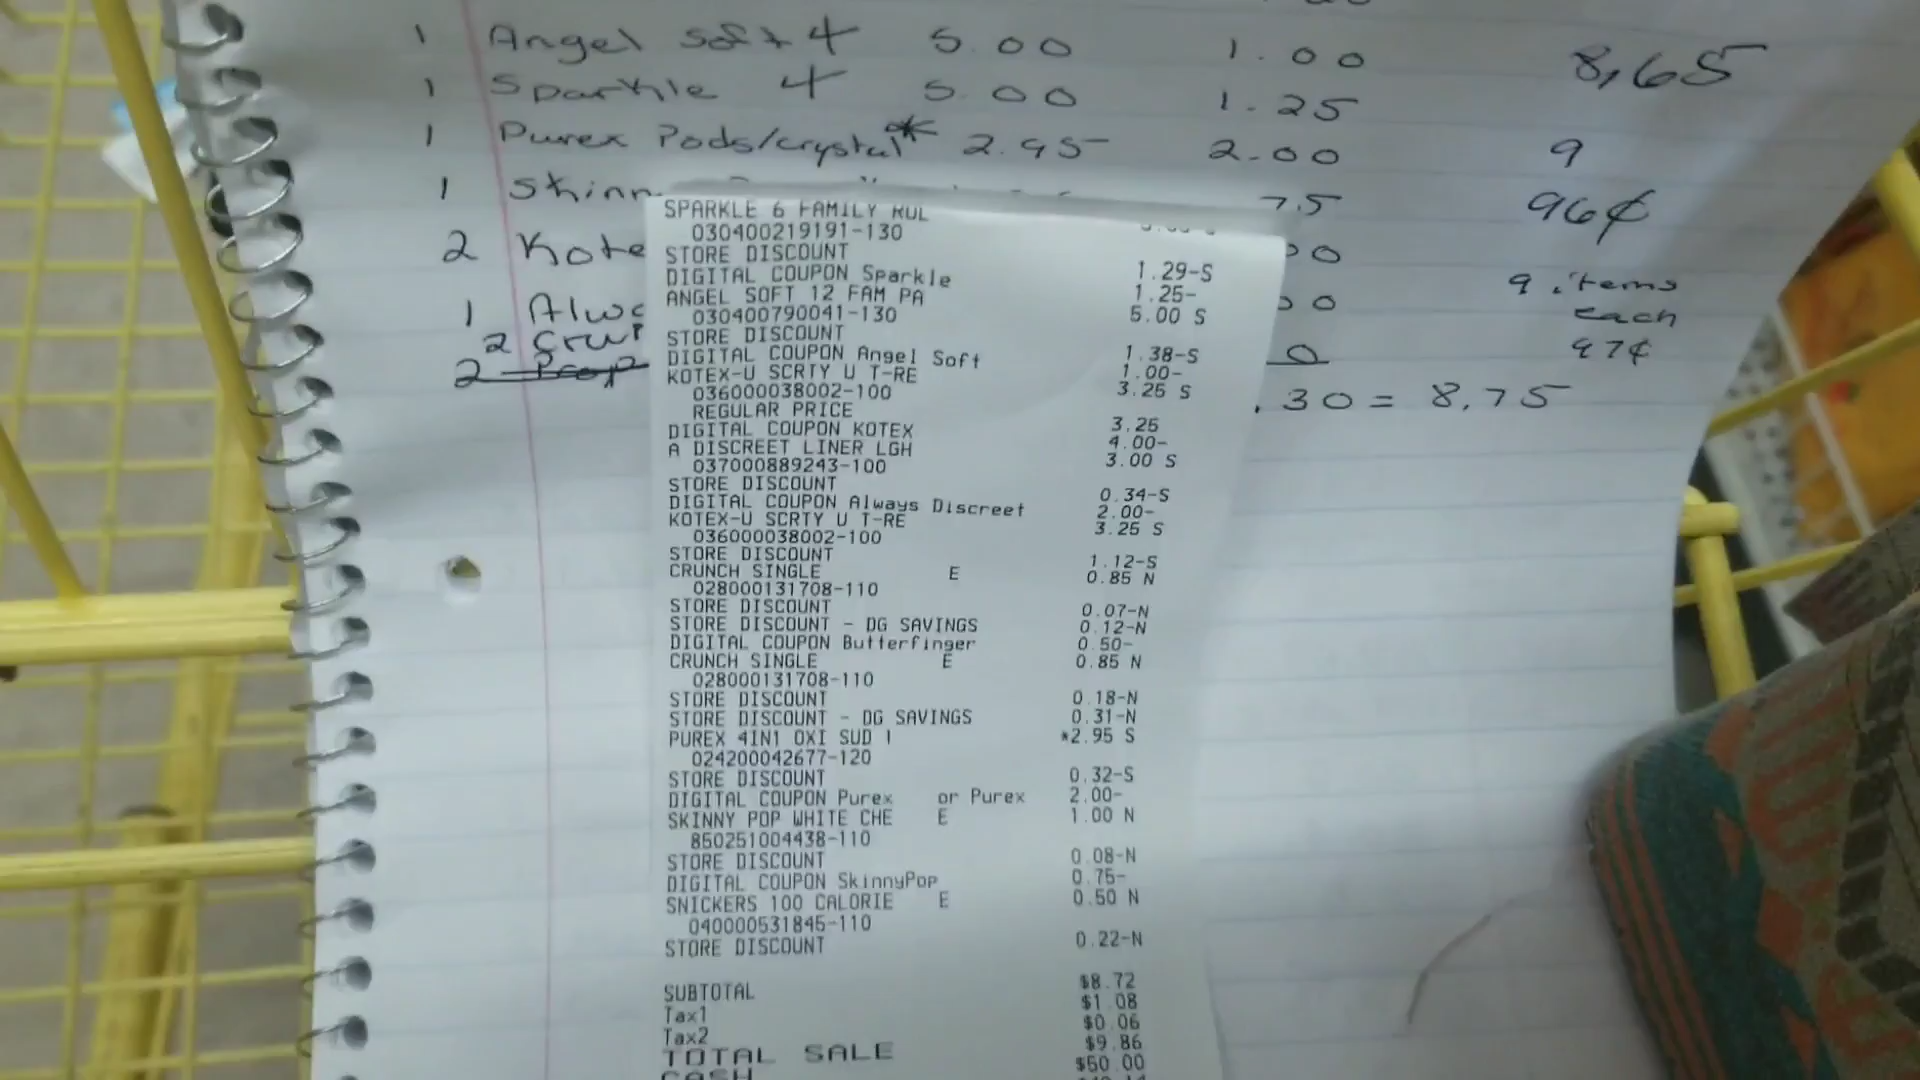 1 Angel Soft 4 5.00 1.00 8,65
1 Sparkle 4 5.00 1.25
1 Purex Pods/crystal* 2.95 2.00 9
1 Skinn 7.5 96¢
2 Kote
9 items
1 Alwa each
2 Cru 97¢
2 Prop
.30 = 8.75
SPARKLE 6 FAMILY ROL
030400219191-130
STORE DISCOUNT 1.29-S
DIGITAL COUPON Sparkle 1.25-
ANGEL SOFT 12 FAM PA 5.00 S
030400790041-130
STORE DISCOUNT 1.38-S
DIGITAL COUPON Angel Soft 1.00-
KOTEX-U SCRTY U T-RE 3.25 S
036000038002-100
REGULAR PRICE 3.25
DIGITAL COUPON KOTEX 4.00-
A DISCREET LINER LGH 3.00 S
037000889243-100
STORE DISCOUNT 0.34-S
DIGITAL COUPON Always Discreet 2.00-
KOTEX-U SCRTY U T-RE 3.25 S
036000038002-100
STORE DISCOUNT 1.12-S
CRUNCH SINGLE E 0.85 N
028000131708-110
STORE DISCOUNT 0.07-N
STORE DISCOUNT - DG SAVINGS 0.12-N
DIGITAL COUPON Butterfinger 0.50-
CRUNCH SINGLE E 0.85 N
028000131708-110
STORE DISCOUNT 0.18-N
STORE DISCOUNT - DG SAVINGS 0.31-N
PUREX 4IN1 OXI SUD 1 *2.95 S
024200042677-120
STORE DISCOUNT 0.32-S
DIGITAL COUPON Purex or Purex 2.00-
SKINNY POP WHITE CHE E 1.00 N
850251004438-110
STORE DISCOUNT 0.08-N
DIGITAL COUPON SkinnyPop 0.75-
SNICKERS 100 CALORIE E 0.50 N
040000531845-110
STORE DISCOUNT 0.22-N
SUBTOTAL $8.72
Tax1 $1.08
Tax2 $0.06
TOTAL SALE $9.86
CASH $50.00